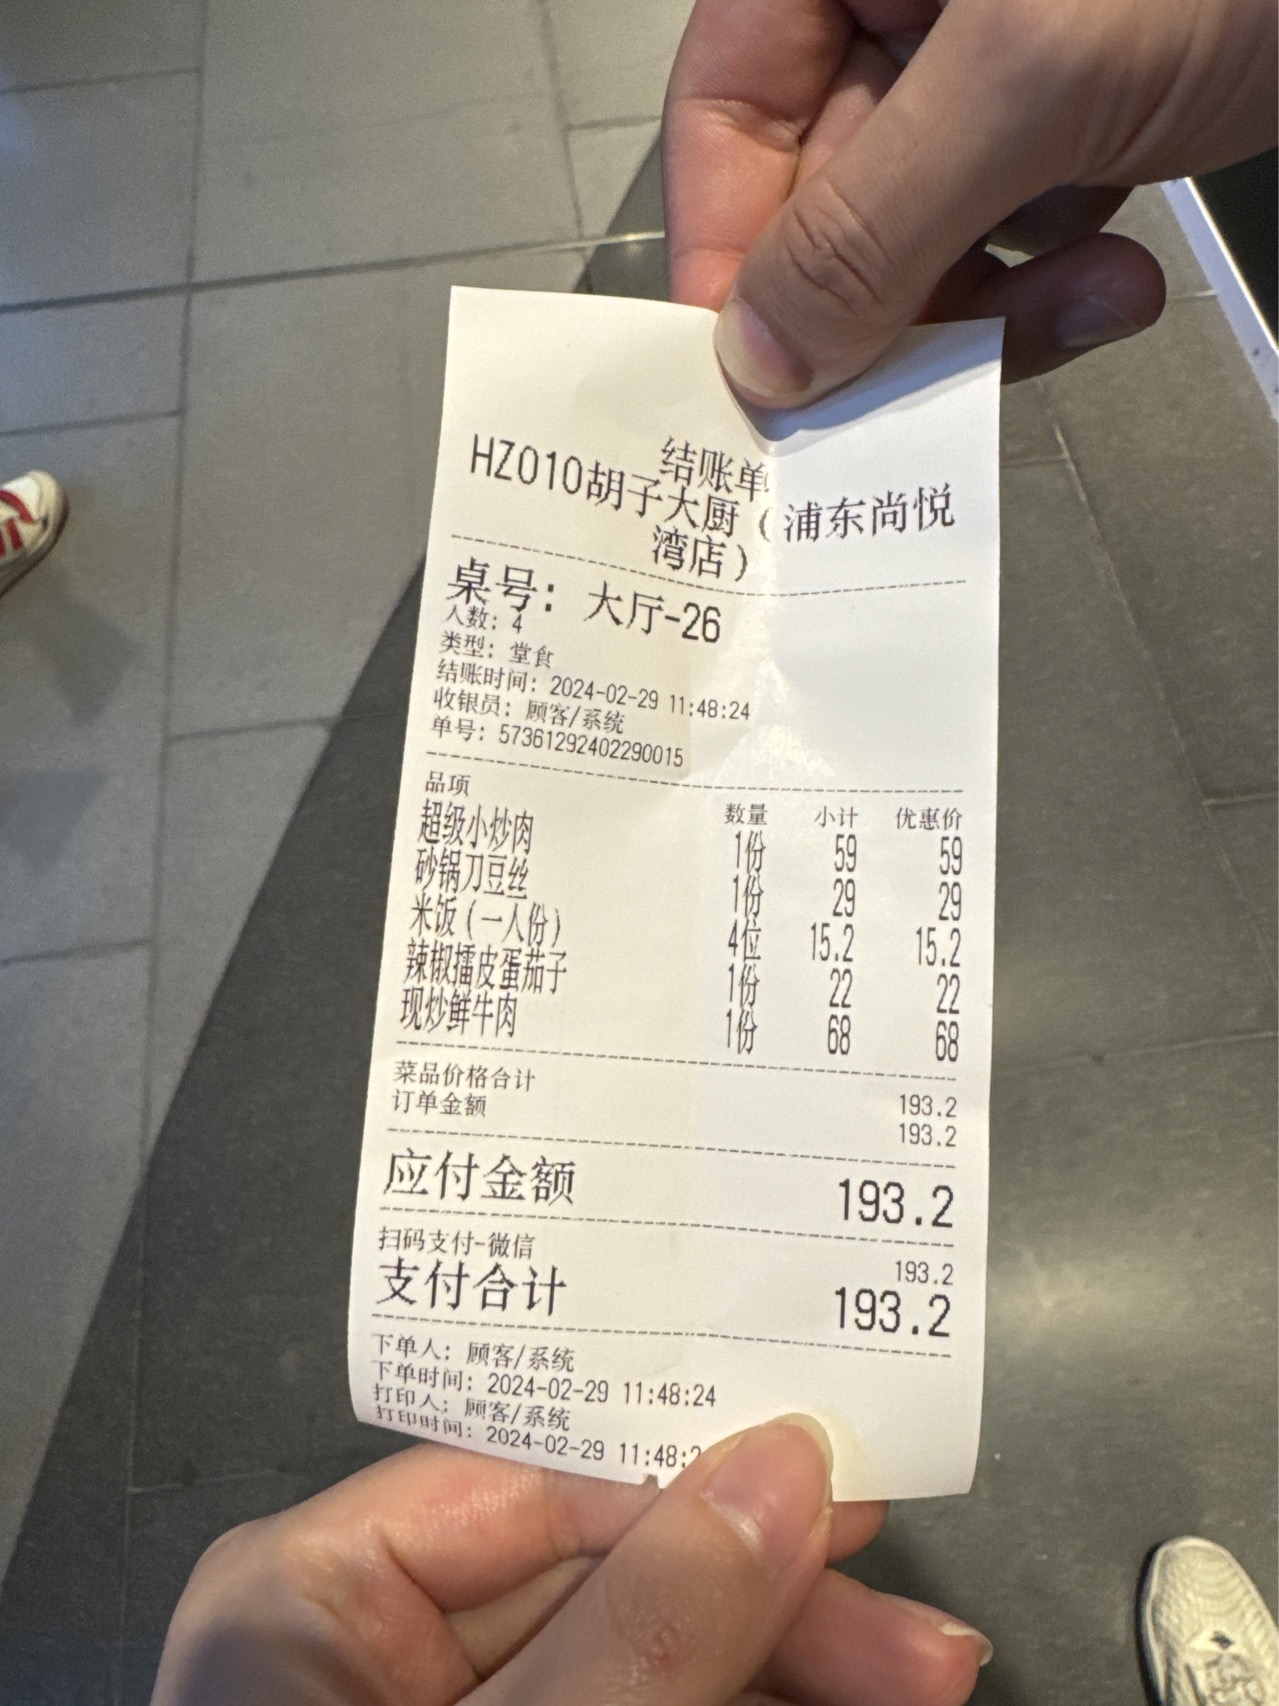 结账单
HZ010胡子大厨（浦东尚悦
湾店）
桌号：大厅-26
人数：4
类型：堂食
结账时间：2024-02-29 11:48:24
收银员：顾客/系统
单号：57361292402290015
品项 数量 小计 优惠价
超级小炒肉 1份 59 59
砂锅刀豆丝 1份 29 29
米饭（一人份） 4位 15.2 15.2
辣椒擂皮蛋茄子 1份 22 22
现炒鲜牛肉 1份 68 68
菜品价格合计 193.2
订单金额 193.2
应付金额 193.2
扫码支付-微信 193.2
支付合计 193.2
下单人：顾客/系统
下单时间：2024-02-29 11:48:24
打印人：顾客/系统
打印时间：2024-02-29 11:48:2